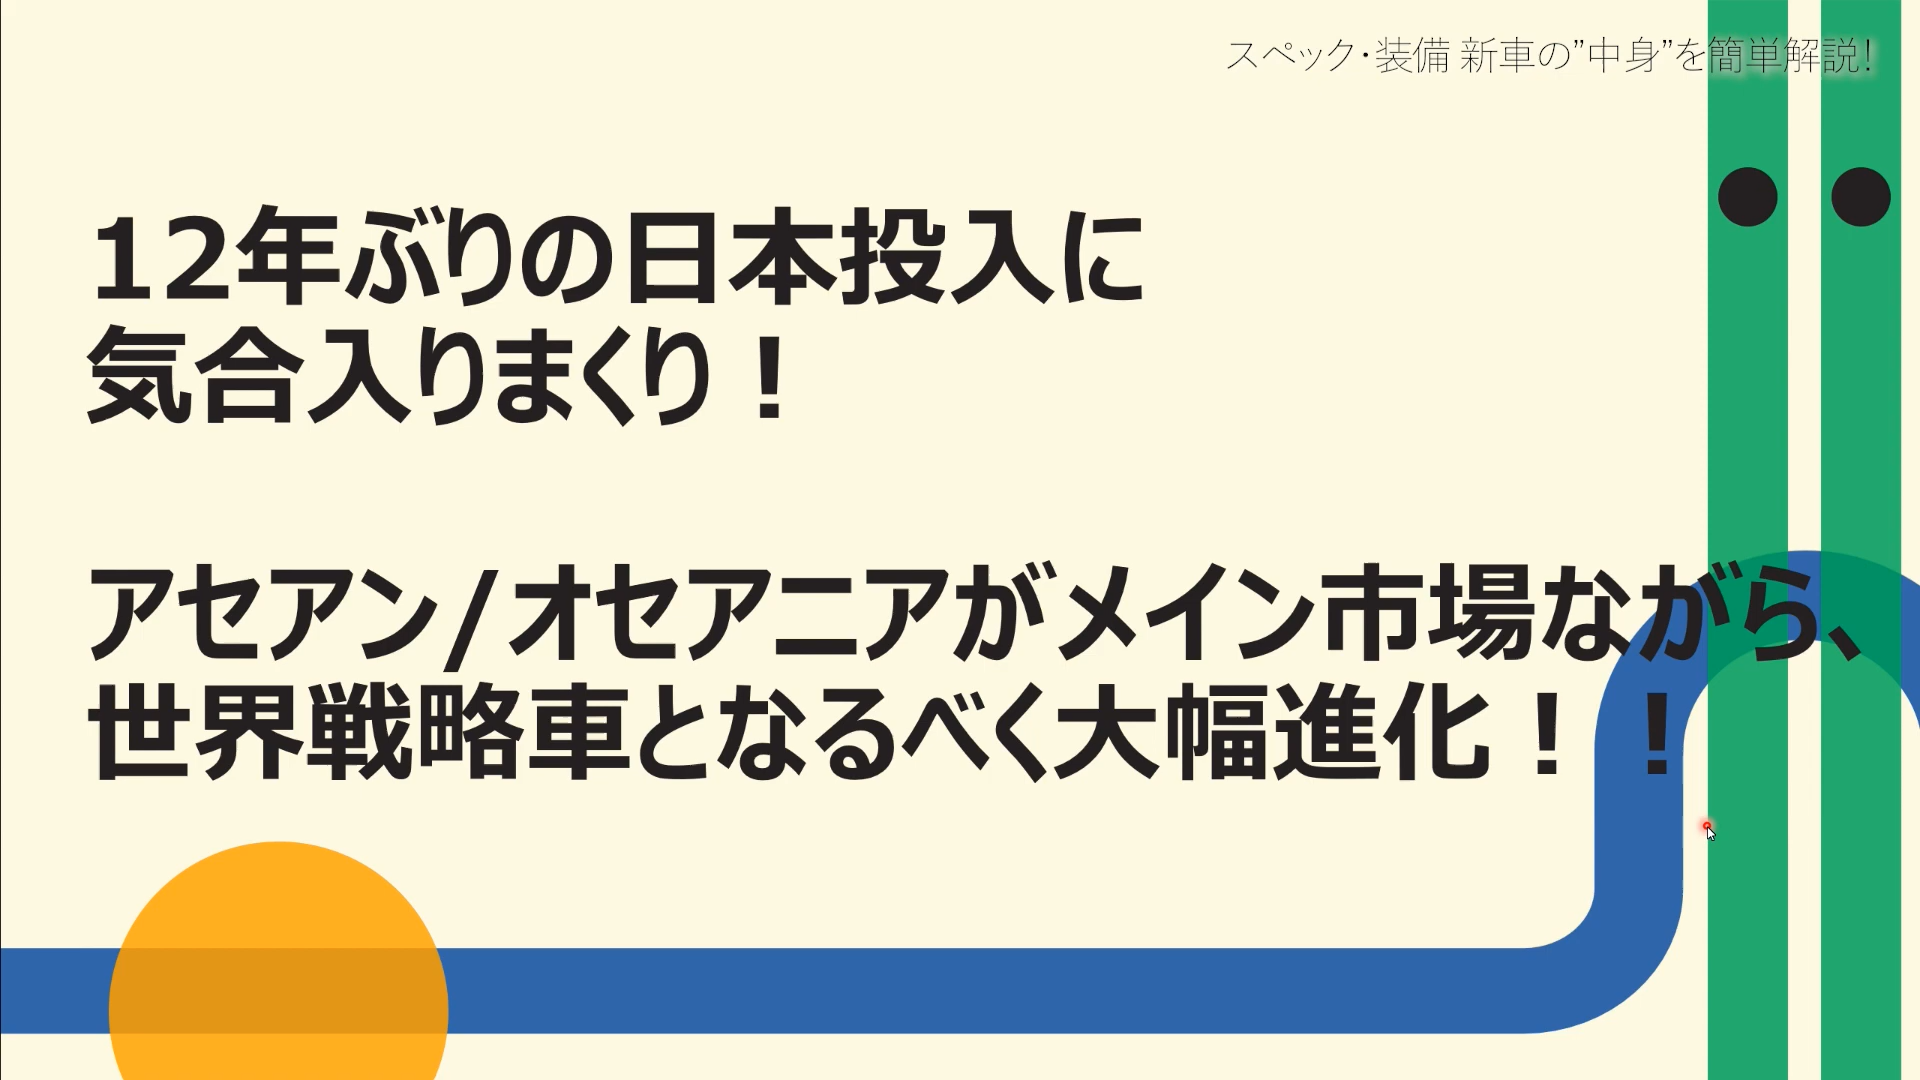 スペック・装備 新車の”中身”を簡単解説！
12年ぶりの日本投入に
気合入りまくり！
アセアン/オセアニアがメイン市場ながら、
世界戦略車となるべく大幅進化！！